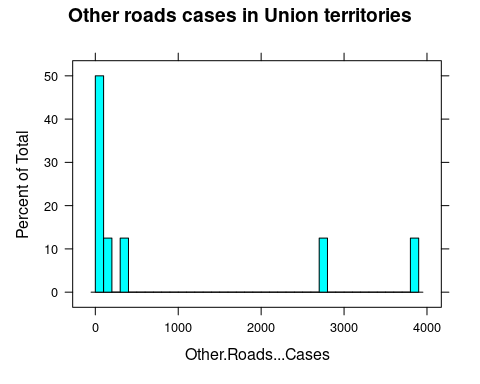 Other roads cases in Union territories
Percent of Total
50
40
30
20
10
0
0 1000 2000 3000 4000
Other.Roads...Cases